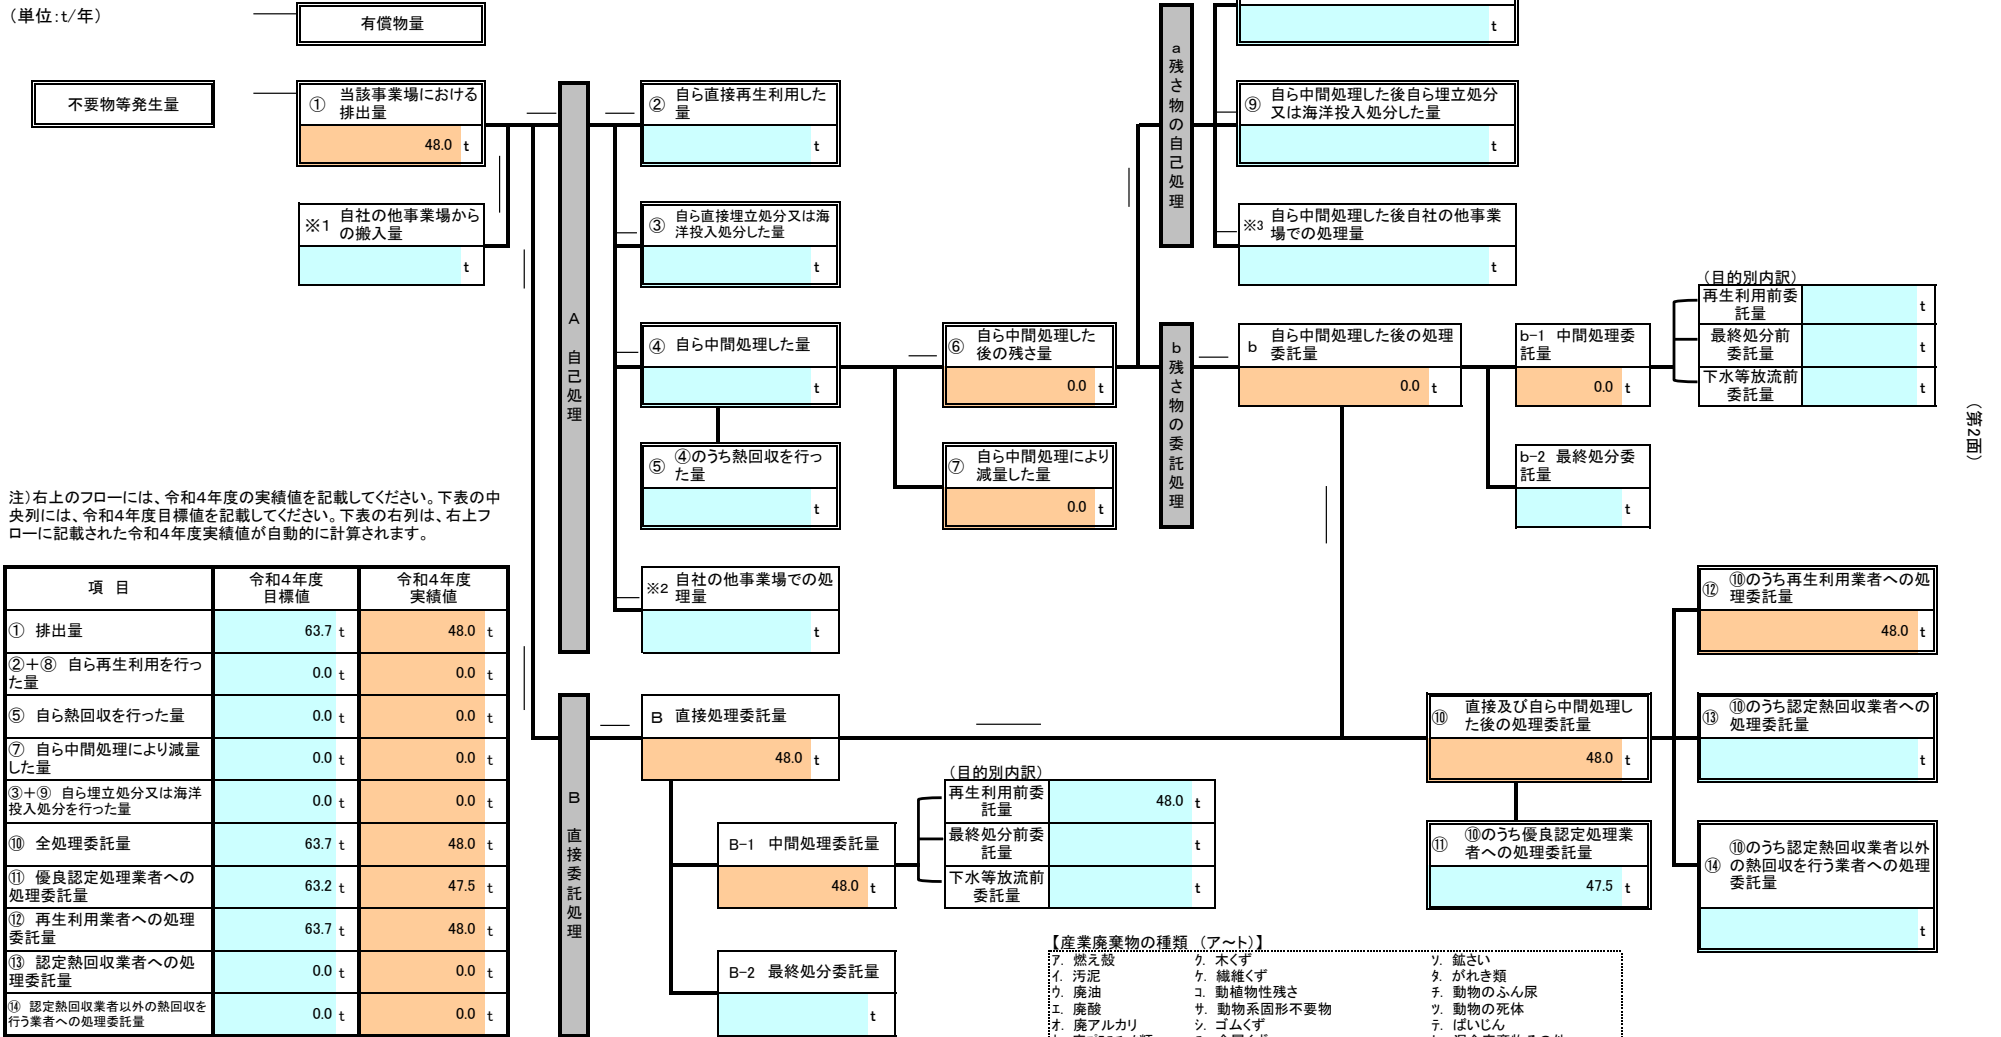 (単位:t/年)
有償物量
t
不要物等発生量
① 当該事業場における
排出量
48.0 t
※1 自社の他事業場から
の搬入量
t
A 自己処理
② 自ら直接再生利用した
量
t
③ 自ら直接埋立処分又は海
洋投入処分した量
t
④ 自ら中間処理した量
t
⑤ ④のうち熱回収を行っ
た量
t
※2 自社の他事業場での処
理量
t
⑥ 自ら中間処理した
後の残さ量
0.0 t
⑦ 自ら中間処理により
減量した量
0.0 t
a 残さ物の自己処理
⑨ 自ら中間処理した後自ら埋立処分
又は海洋投入処分した量
t
※3 自ら中間処理した後自社の他事業
場での処理量
t
b 残さ物の委託処理
b 自ら中間処理した後の処理
委託量
0.0 t
b-1 中間処理委
託量
0.0 t
b-2 最終処分委
託量
t
(目的別内訳)
再生利用前委
託量
t
最終処分前
委託量
t
下水等放流前
委託量
t
(第2面)
注)右上のフローには、令和4年度の実績値を記載してください。下表の中
央列には、令和4年度目標値を記載してください。下表の右列は、右上フ
ローに記載された令和4年度実績値が自動的に計算されます。
項 目 令和4年度
目標値 令和4年度
実績値
① 排出量 63.7 t 48.0 t
②+⑧ 自ら再生利用を行っ
た量 0.0 t 0.0 t
⑤ 自ら熱回収を行った量 0.0 t 0.0 t
⑦ 自ら中間処理により減量
した量 0.0 t 0.0 t
③+⑨ 自ら埋立処分又は海洋
投入処分を行った量 0.0 t 0.0 t
⑩ 全処理委託量 63.7 t 48.0 t
⑪ 優良認定処理業者への
処理委託量 63.2 t 47.5 t
⑫ 再生利用業者への処理
委託量 63.7 t 48.0 t
⑬ 認定熱回収業者への処
理委託量 0.0 t 0.0 t
⑭ 認定熱回収業者以外の熱回収を
行う業者への処理委託量 0.0 t 0.0 t
B 直接委託処理
B 直接処理委託量
48.0 t
B-1 中間処理委託量
48.0 t
B-2 最終処分委託量
t
(目的別内訳)
再生利用前委
託量
48.0 t
最終処分前委
託量
t
下水等放流前
委託量
t
⑩ 直接及び自ら中間処理し
た後の処理委託量
48.0 t
⑪ ⑩のうち優良認定処理業
者への処理委託量
47.5 t
⑫ ⑩のうち再生利用業者への処
理委託量
48.0 t
⑬ ⑩のうち認定熱回収業者への
処理委託量
t
⑭ ⑩のうち認定熱回収業者以外
の熱回収を行う業者への処理
委託量
t
【産業廃棄物の種類 (ア〜ト)】
ア. 燃え殻 ク. 木くず ソ. 鉱さい
イ. 汚泥 ケ. 繊維くず タ. がれき類
ウ. 廃油 コ. 動植物性残さ チ. 動物のふん尿
エ. 廃酸 サ. 動物系固形不要物 ツ. 動物の死体
オ. 廃アルカリ シ. ゴムくず テ. ばいじん